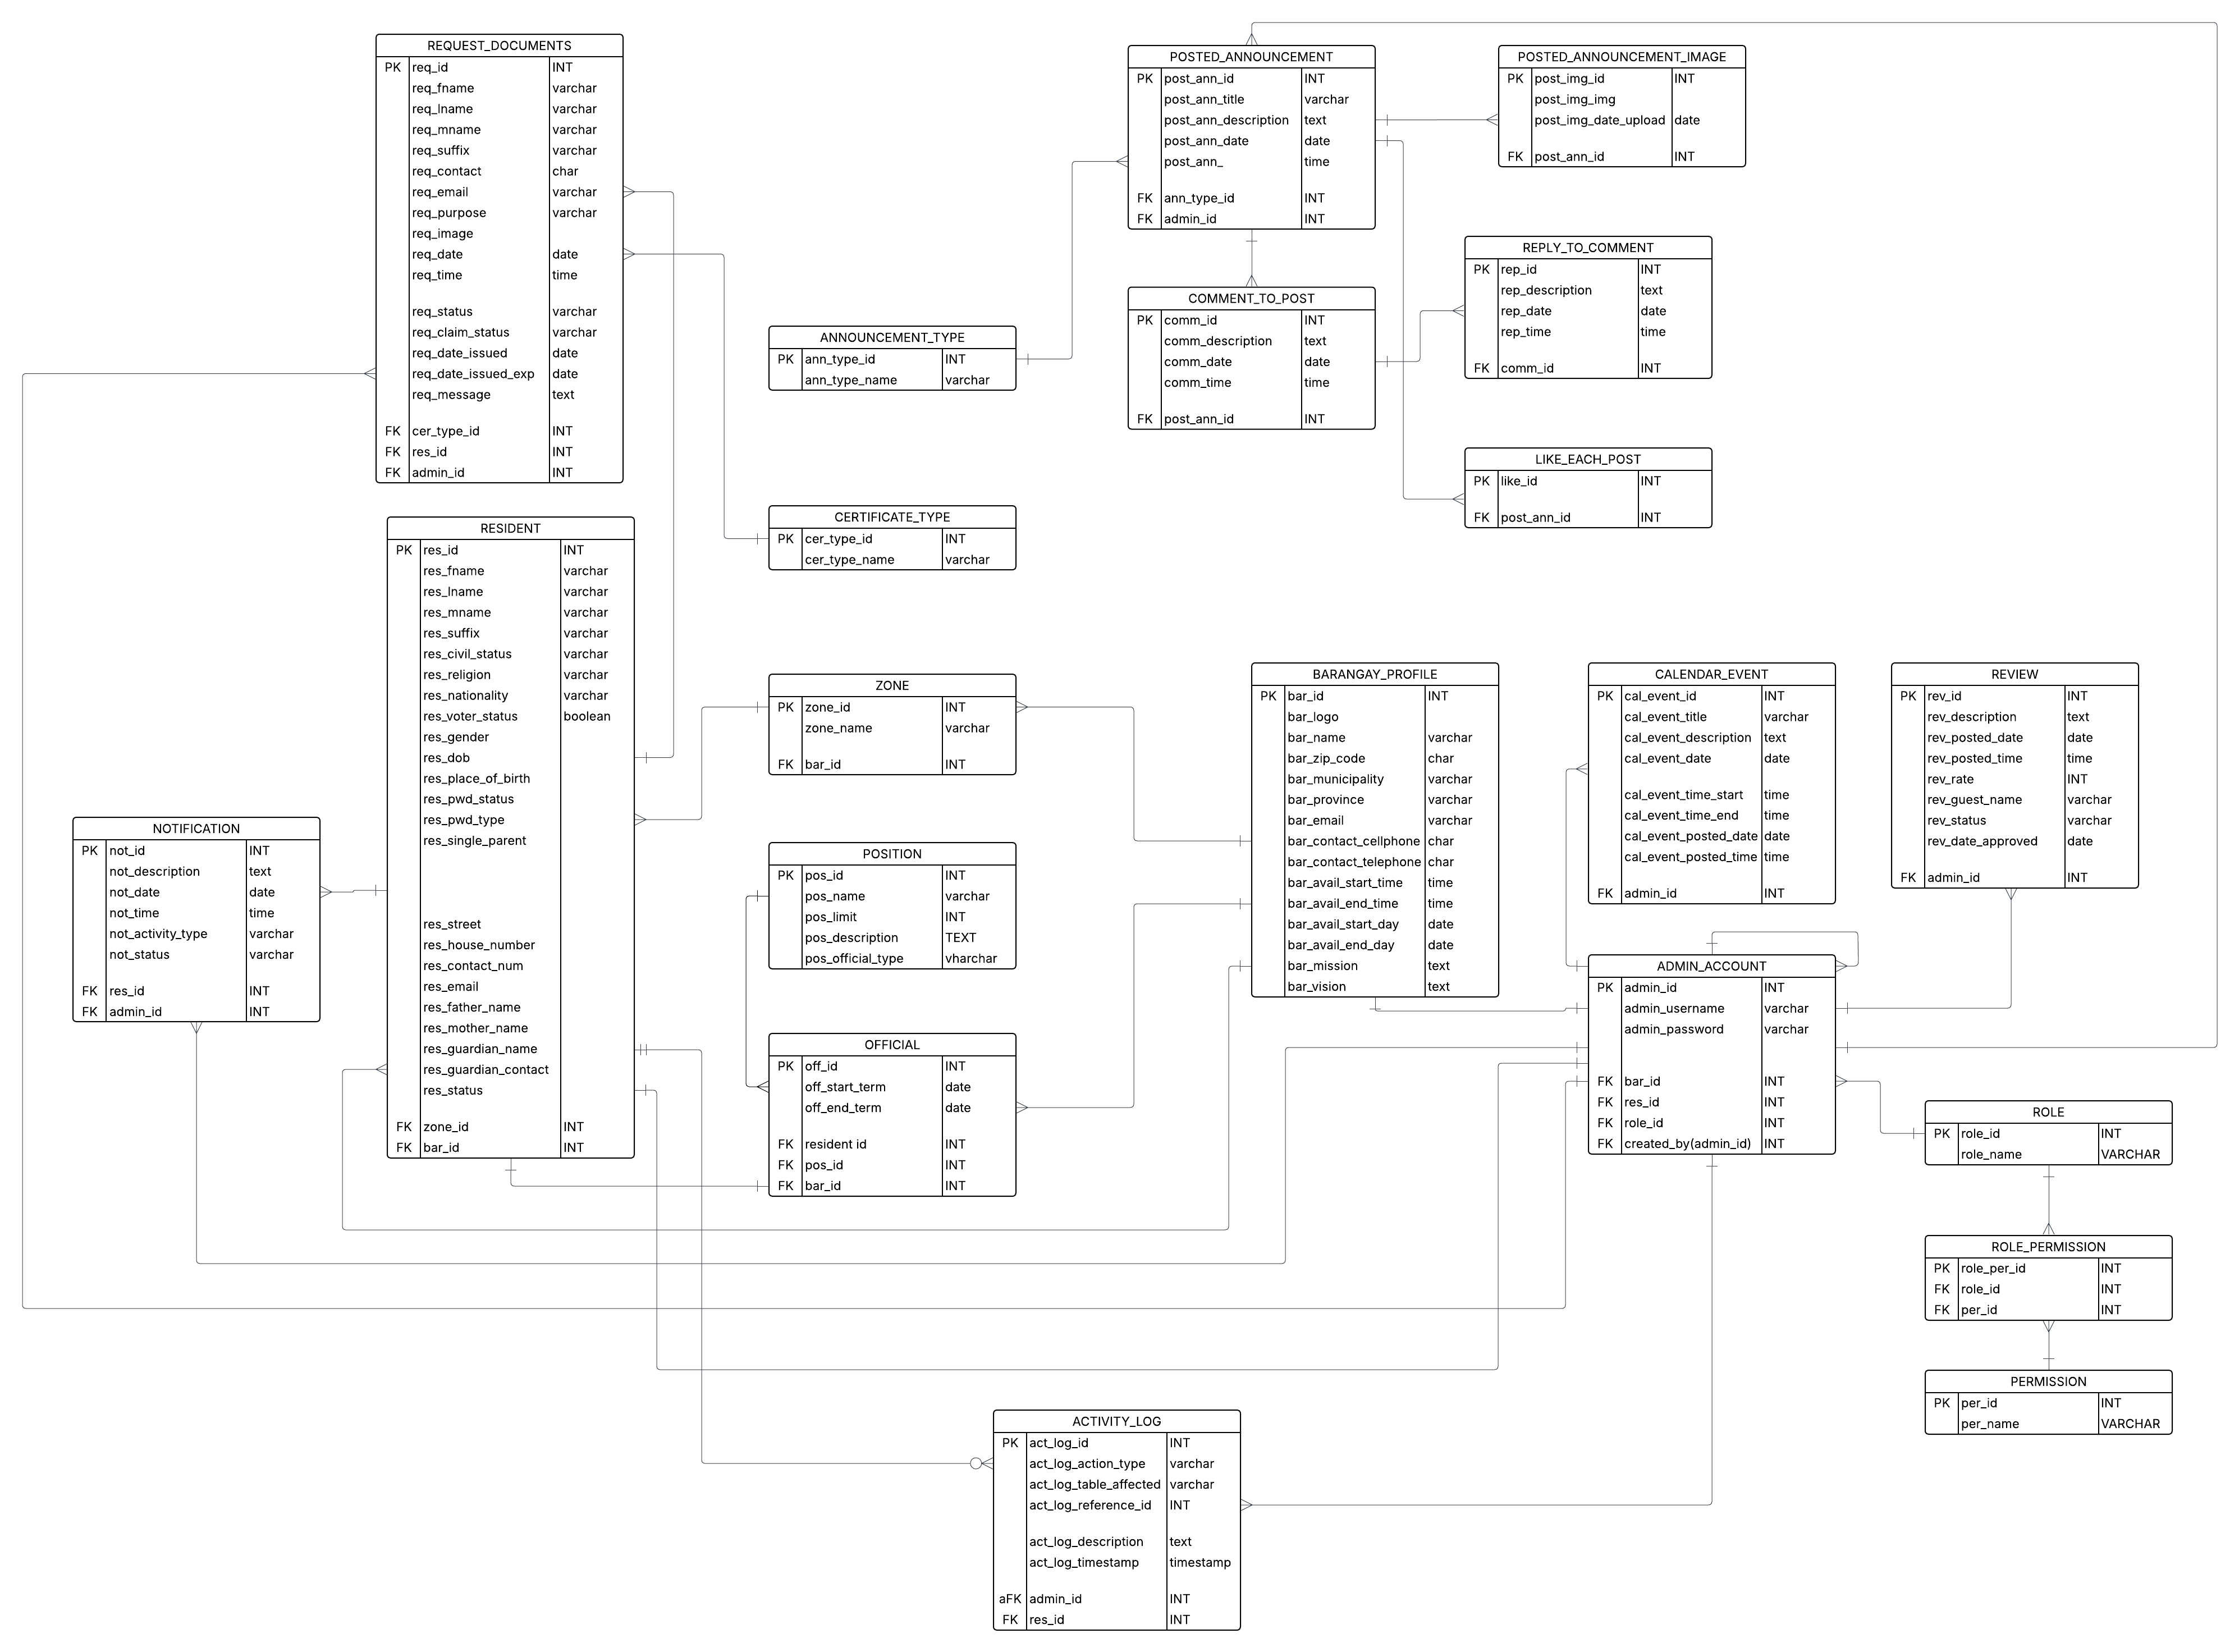 REQUEST_DOCUMENTS
PK req_id INT
req_fname varchar
req_lname varchar
req_mname varchar
req_suffix varchar
req_contact char
req_email varchar
req_purpose varchar
req_image
req_date date
req_time time
req_status varchar
req_claim_status varchar
req_date_issued date
req_date_issued_exp date
req_message text
FK cer_type_id INT
FK res_id INT
FK admin_id INT
POSTED_ANNOUNCEMENT
PK post_ann_id INT
post_ann_title varchar
post_ann_description text
post_ann_date date
post_ann_ time
FK ann_type_id INT
FK admin_id INT
POSTED_ANNOUNCEMENT_IMAGE
PK post_img_id INT
post_img_img
post_img_date_upload date
FK post_ann_id INT
REPLY_TO_COMMENT
PK rep_id INT
rep_description text
rep_date date
rep_time time
FK comm_id INT
COMMENT_TO_POST
PK comm_id INT
comm_description text
comm_date date
comm_time time
FK post_ann_id INT
ANNOUNCEMENT_TYPE
PK ann_type_id INT
ann_type_name varchar
LIKE_EACH_POST
PK like_id INT
FK post_ann_id INT
CERTIFICATE_TYPE
PK cer_type_id INT
cer_type_name varchar
RESIDENT
PK res_id INT
res_fname varchar
res_lname varchar
res_mname varchar
res_suffix varchar
res_civil_status varchar
res_religion varchar
res_nationality varchar
res_voter_status boolean
res_gender
res_dob
res_place_of_birth
res_pwd_status
res_pwd_type
res_single_parent
res_street
res_house_number
res_contact_num
res_email
res_father_name
res_mother_name
res_guardian_name
res_guardian_contact
res_status
FK zone_id INT
FK bar_id INT
ZONE
PK zone_id INT
zone_name varchar
FK bar_id INT
BARANGAY_PROFILE
PK bar_id INT
bar_logo
bar_name varchar
bar_zip_code char
bar_municipality varchar
bar_province varchar
bar_email varchar
bar_contact_cellphone char
bar_contact_telephone char
bar_avail_start_time time
bar_avail_end_time time
bar_avail_start_day date
bar_avail_end_day date
bar_mission text
bar_vision text
CALENDAR_EVENT
PK cal_event_id INT
cal_event_title varchar
cal_event_description text
cal_event_date date
cal_event_time_start time
cal_event_time_end time
cal_event_posted_date date
cal_event_posted_time time
FK admin_id INT
REVIEW
PK rev_id INT
rev_description text
rev_posted_date date
rev_posted_time time
rev_rate INT
rev_guest_name varchar
rev_status varchar
rev_date_approved date
FK admin_id INT
NOTIFICATION
PK not_id INT
not_description text
not_date date
not_time time
not_activity_type varchar
not_status varchar
FK res_id INT
FK admin_id INT
POSITION
PK pos_id INT
pos_name varchar
pos_limit INT
pos_description TEXT
pos_official_type vharchar
OFFICIAL
PK off_id INT
off_start_term date
off_end_term date
FK resident id INT
FK pos_id INT
FK bar_id INT
ADMIN_ACCOUNT
PK admin_id INT
admin_username varchar
admin_password varchar
FK bar_id INT
FK res_id INT
FK role_id INT
FK created_by(admin_id) INT
ROLE
PK role_id INT
role_name VARCHAR
ROLE_PERMISSION
PK role_per_id INT
FK role_id INT
FK per_id INT
PERMISSION
PK per_id INT
per_name VARCHAR
ACTIVITY_LOG
PK act_log_id INT
act_log_action_type varchar
act_log_table_affected varchar
act_log_reference_id INT
act_log_description text
act_log_timestamp timestamp
aFK admin_id INT
FK res_id INT